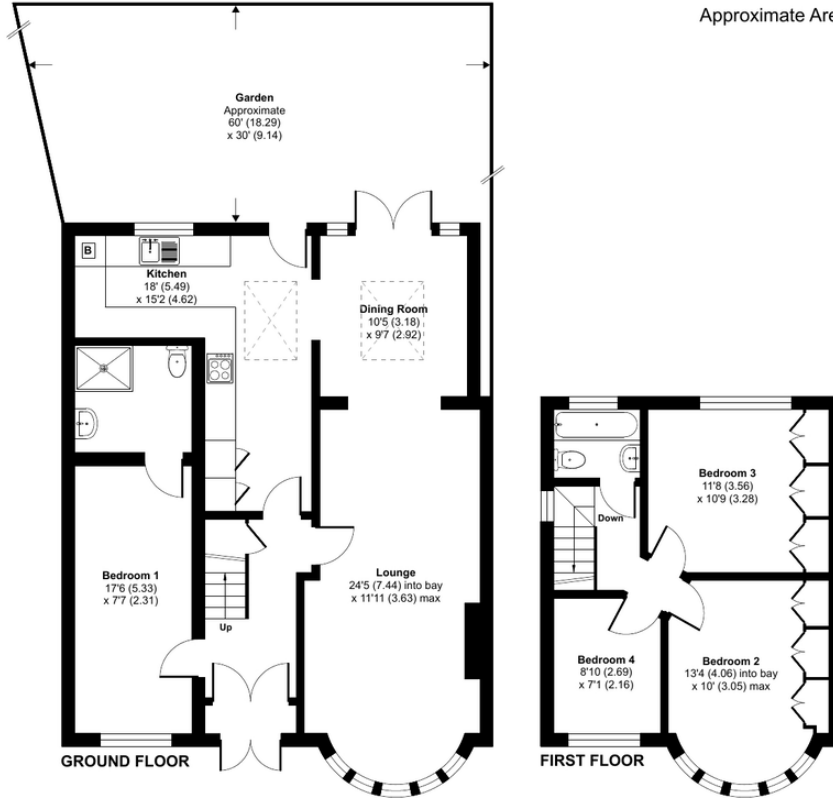 Approximate Are
Garden
Approximate
60' (18.29)
x 30' (9.14)
B
Kitchen
18' (5.49)
x 15'2 (4.62)
Dining Room
10'5 (3.18)
x 9'7 (2.92)
Bedroom 1
17'6 (5.33)
x 7'7 (2.31)
Up
Lounge
24'5 (7.44) into bay
x 11'11 (3.63) max
GROUND FLOOR
Bedroom 3
11'8 (3.56)
x 10'9 (3.28)
Down
Bedroom 4
8'10 (2.69)
x 7'1 (2.16)
Bedroom 2
13'4 (4.06) into bay
x 10' (3.05) max
FIRST FLOOR